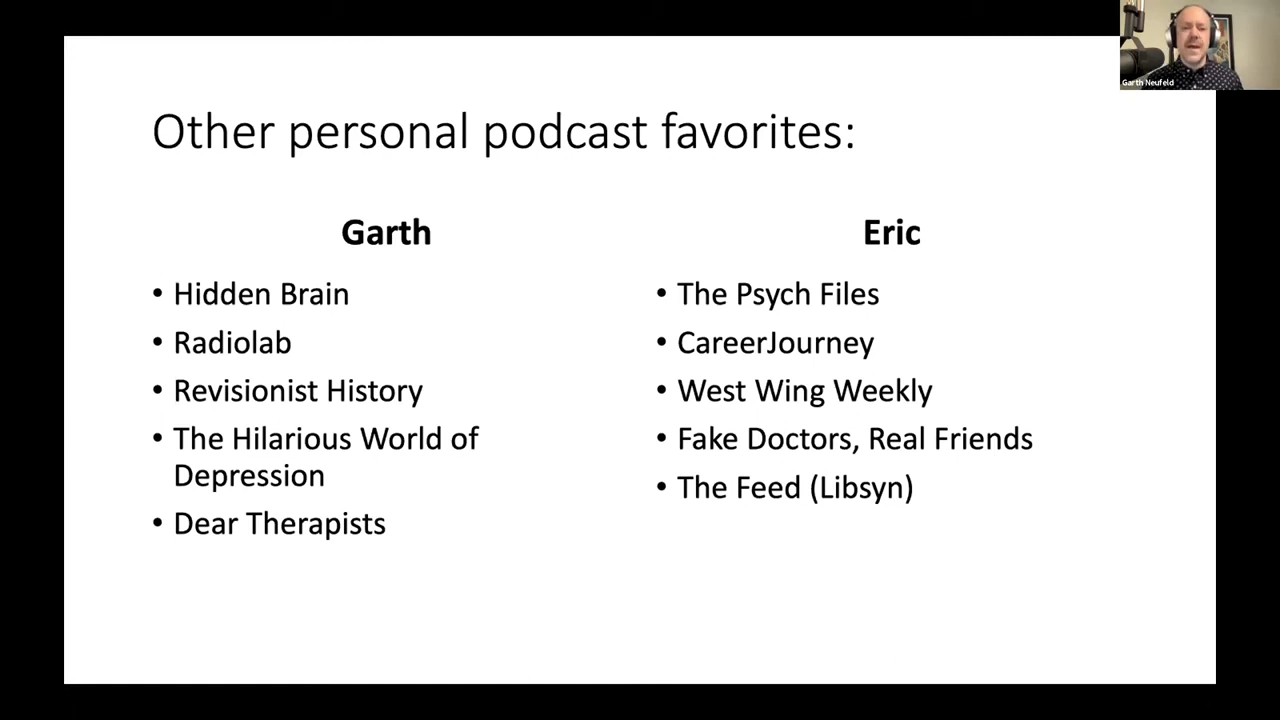 Garth Neufeld
Other personal podcast favorites:
Garth
• Hidden Brain
• Radiolab
• Revisionist History
• The Hilarious World of
Depression
• Dear Therapists
Eric
• The Psych Files
• CareerJourney
• West Wing Weekly
• Fake Doctors, Real Friends
• The Feed (Libsyn)